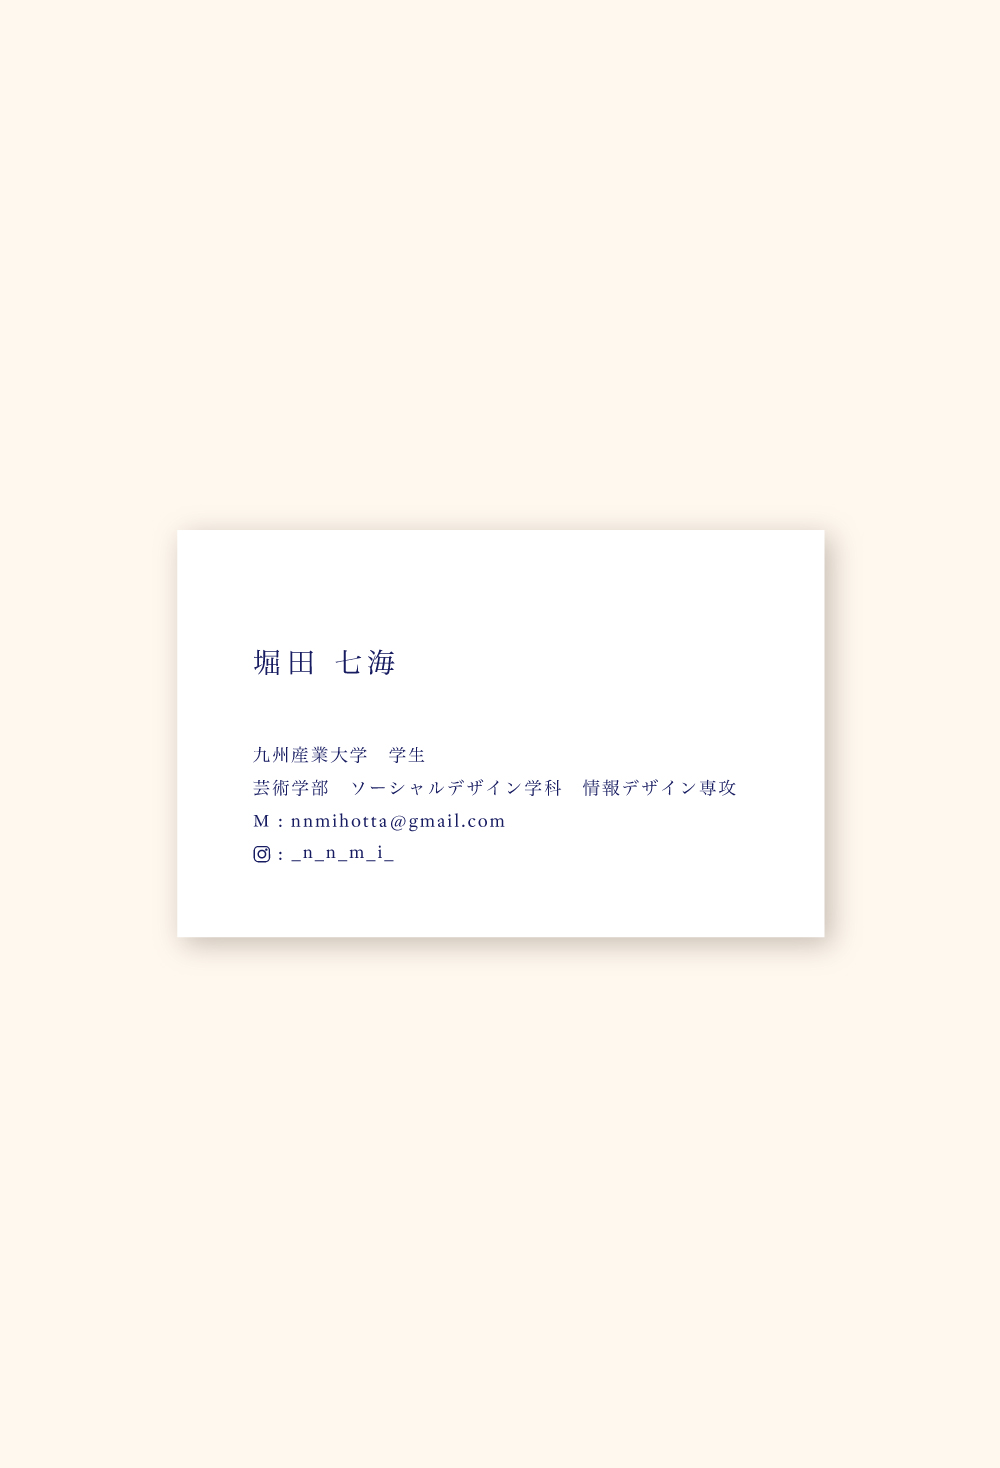 堀田 七海
九州産業大学　学生
芸術学部　ソーシャルデザイン学科　情報デザイン専攻
M : nnmihotta@gmail.com
: _n_n_m_i_